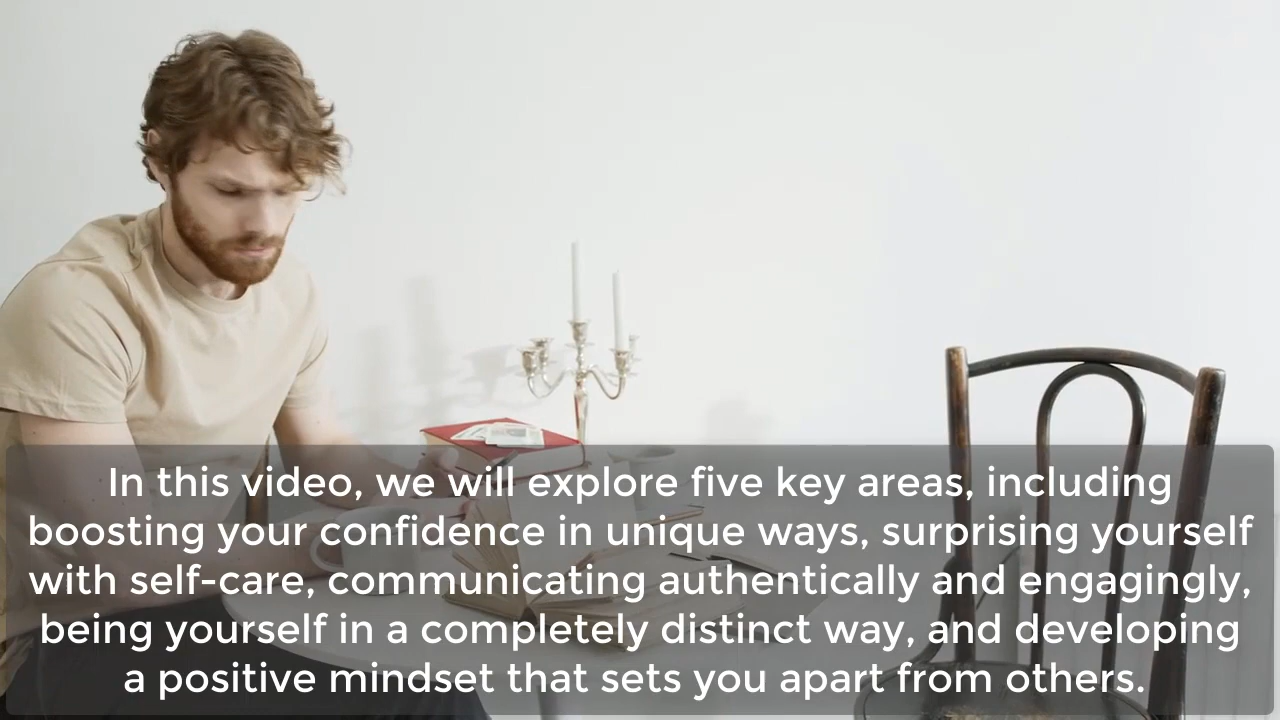 In this video, we will explore five key areas, including
boosting your confidence in unique ways, surprising yourself
with self-care, communicating authentically and engagingly,
being yourself in a completely distinct way, and developing
a positive mindset that sets you apart from others.